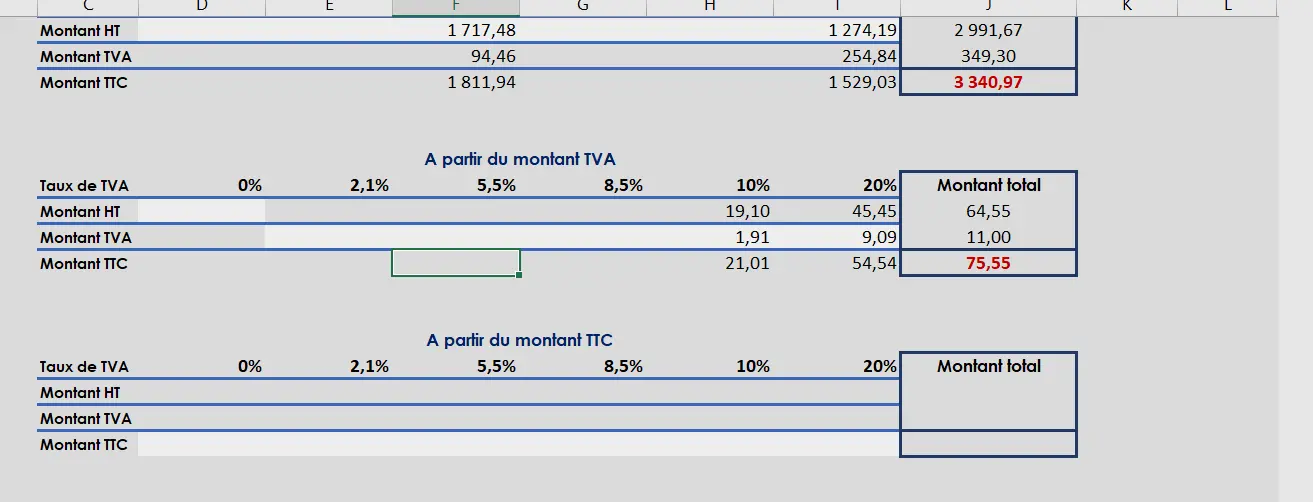 C D E F G H I J K L
Montant HT 1 717,48 1 274,19 2 991,67
Montant TVA 94,46 254,84 349,30
Montant TTC 1 811,94 1 529,03 3 340,97
A partir du montant TVA
Taux de TVA 0% 2,1% 5,5% 8,5% 10% 20% Montant total
Montant HT 19,10 45,45 64,55
Montant TVA 1,91 9,09 11,00
Montant TTC 21,01 54,54 75,55
A partir du montant TTC
Taux de TVA 0% 2,1% 5,5% 8,5% 10% 20% Montant total
Montant HT
Montant TVA
Montant TTC